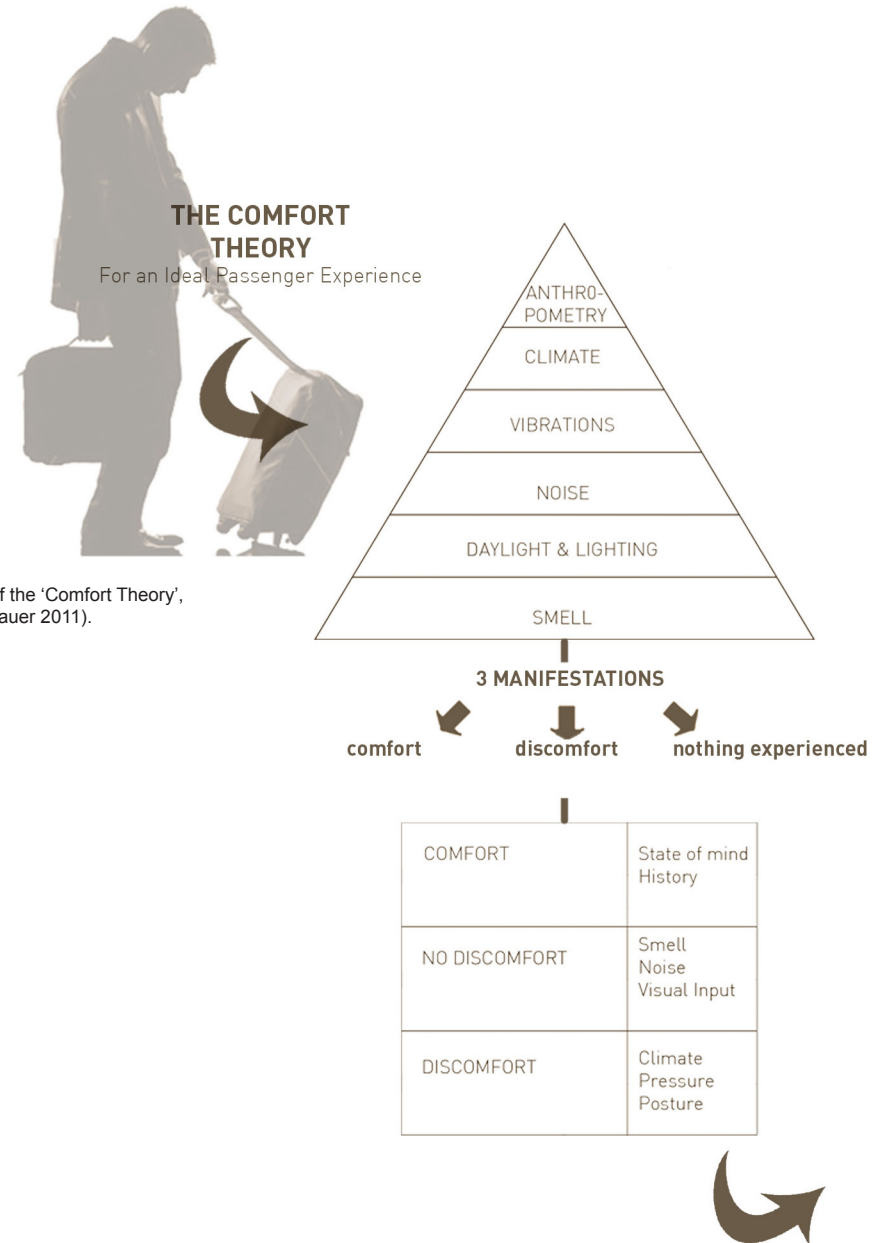 THE COMFORT
THEORY
For an Ideal Passenger Experience
ANTHRO-
POMETRY
CLIMATE
VIBRATIONS
NOISE
DAYLIGHT & LIGHTING
SMELL
the ‘Comfort Theory’,
2011).
3 MANIFESTATIONS
comfort discomfort nothing experienced
COMFORT
State of mind
History
NO DISCOMFORT
Smell
Noise
Visual Input
DISCOMFORT
Climate
Pressure
Posture